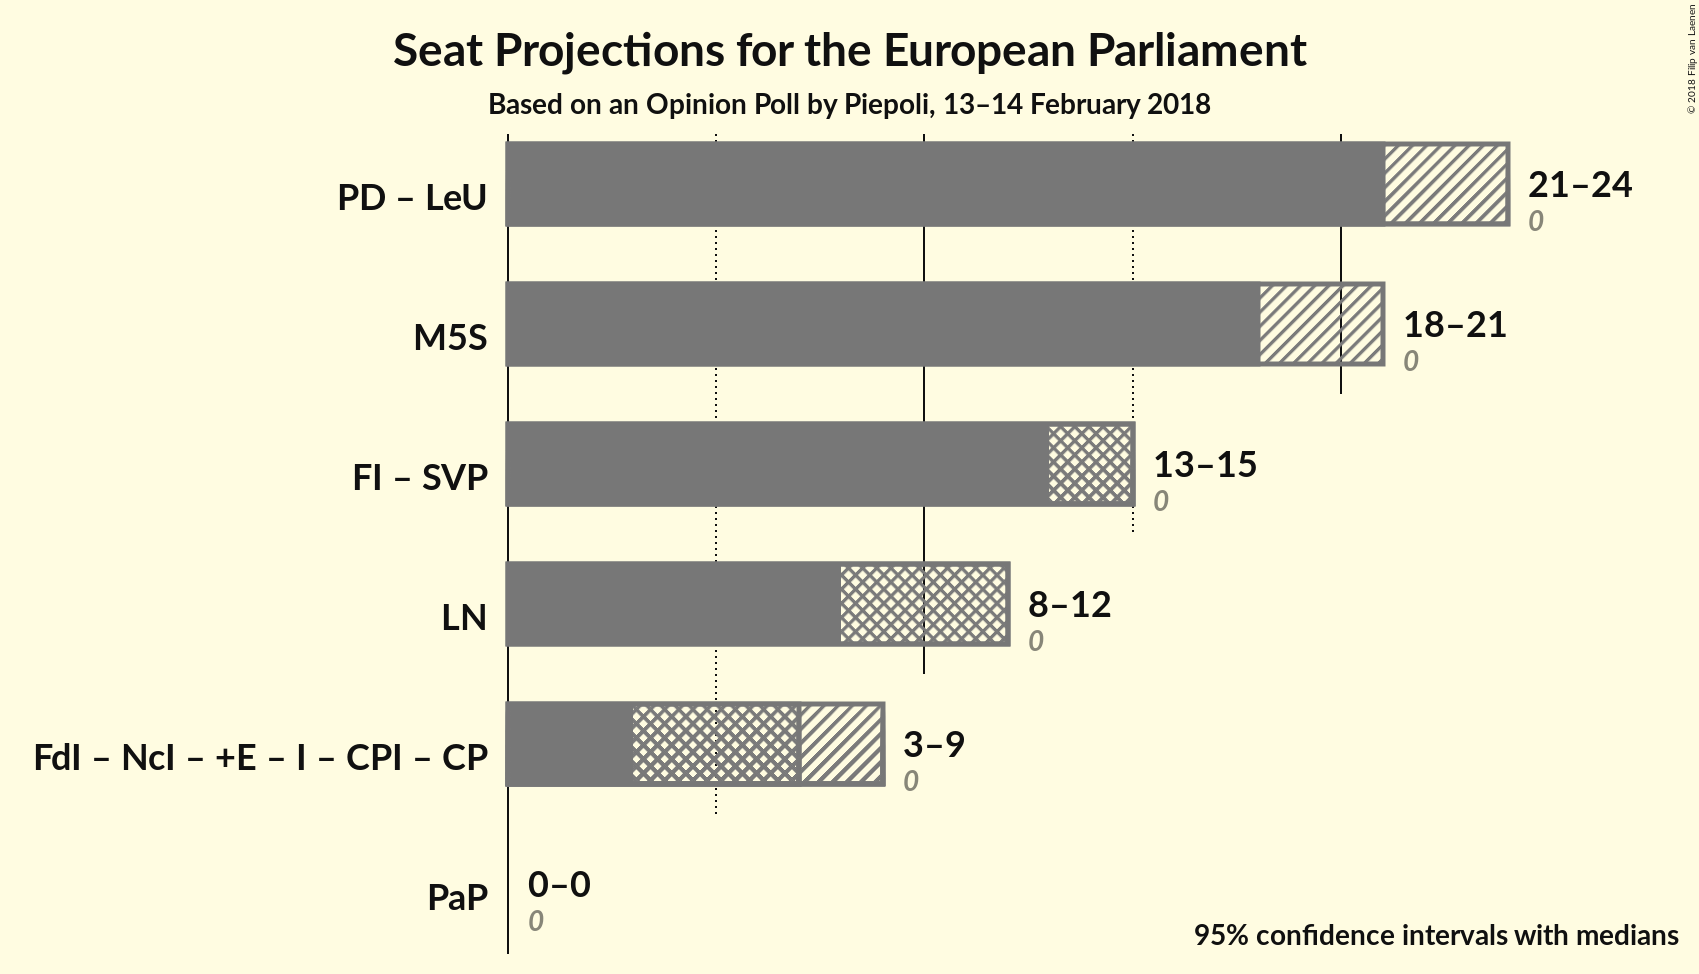 Seat Projections for the European Parliament
Based on an Opinion Poll by Piepoli, 13–14 February 2018
© 2018 Filip van Laenen
PD – LeU
21–24
0
M5S
18–21
0
FI – SVP
13–15
0
LN
8–12
0
FdI – NcI – +E – I – CPI – CP
3–9
0
PaP
0–0
0
95% confidence intervals with medians